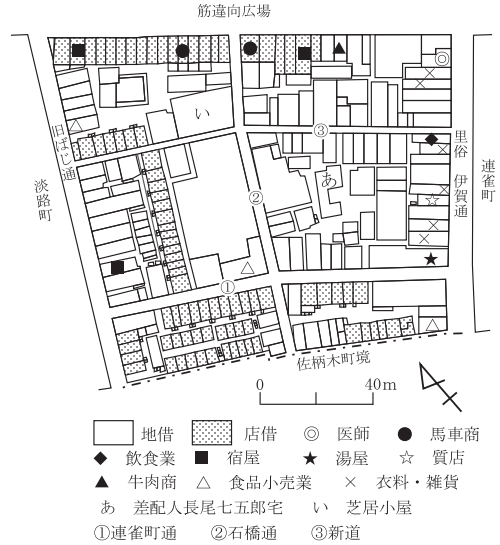 筋違向広場
い
旧ばじ通
③
里俗 伊賀通
連雀町
淡路町
あ
②
①
佐柄木町境
0 40m
地借 店借 ◎ 医師 ● 馬車商
◆ 飲食業 ■ 宿屋 ★ 湯屋 ☆ 質店
▲ 牛肉商 △ 食品小売業 × 衣料・雑貨
あ 差配人長尾七五郎宅 い 芝居小屋
①連雀町通 ②石橋通 ③新道